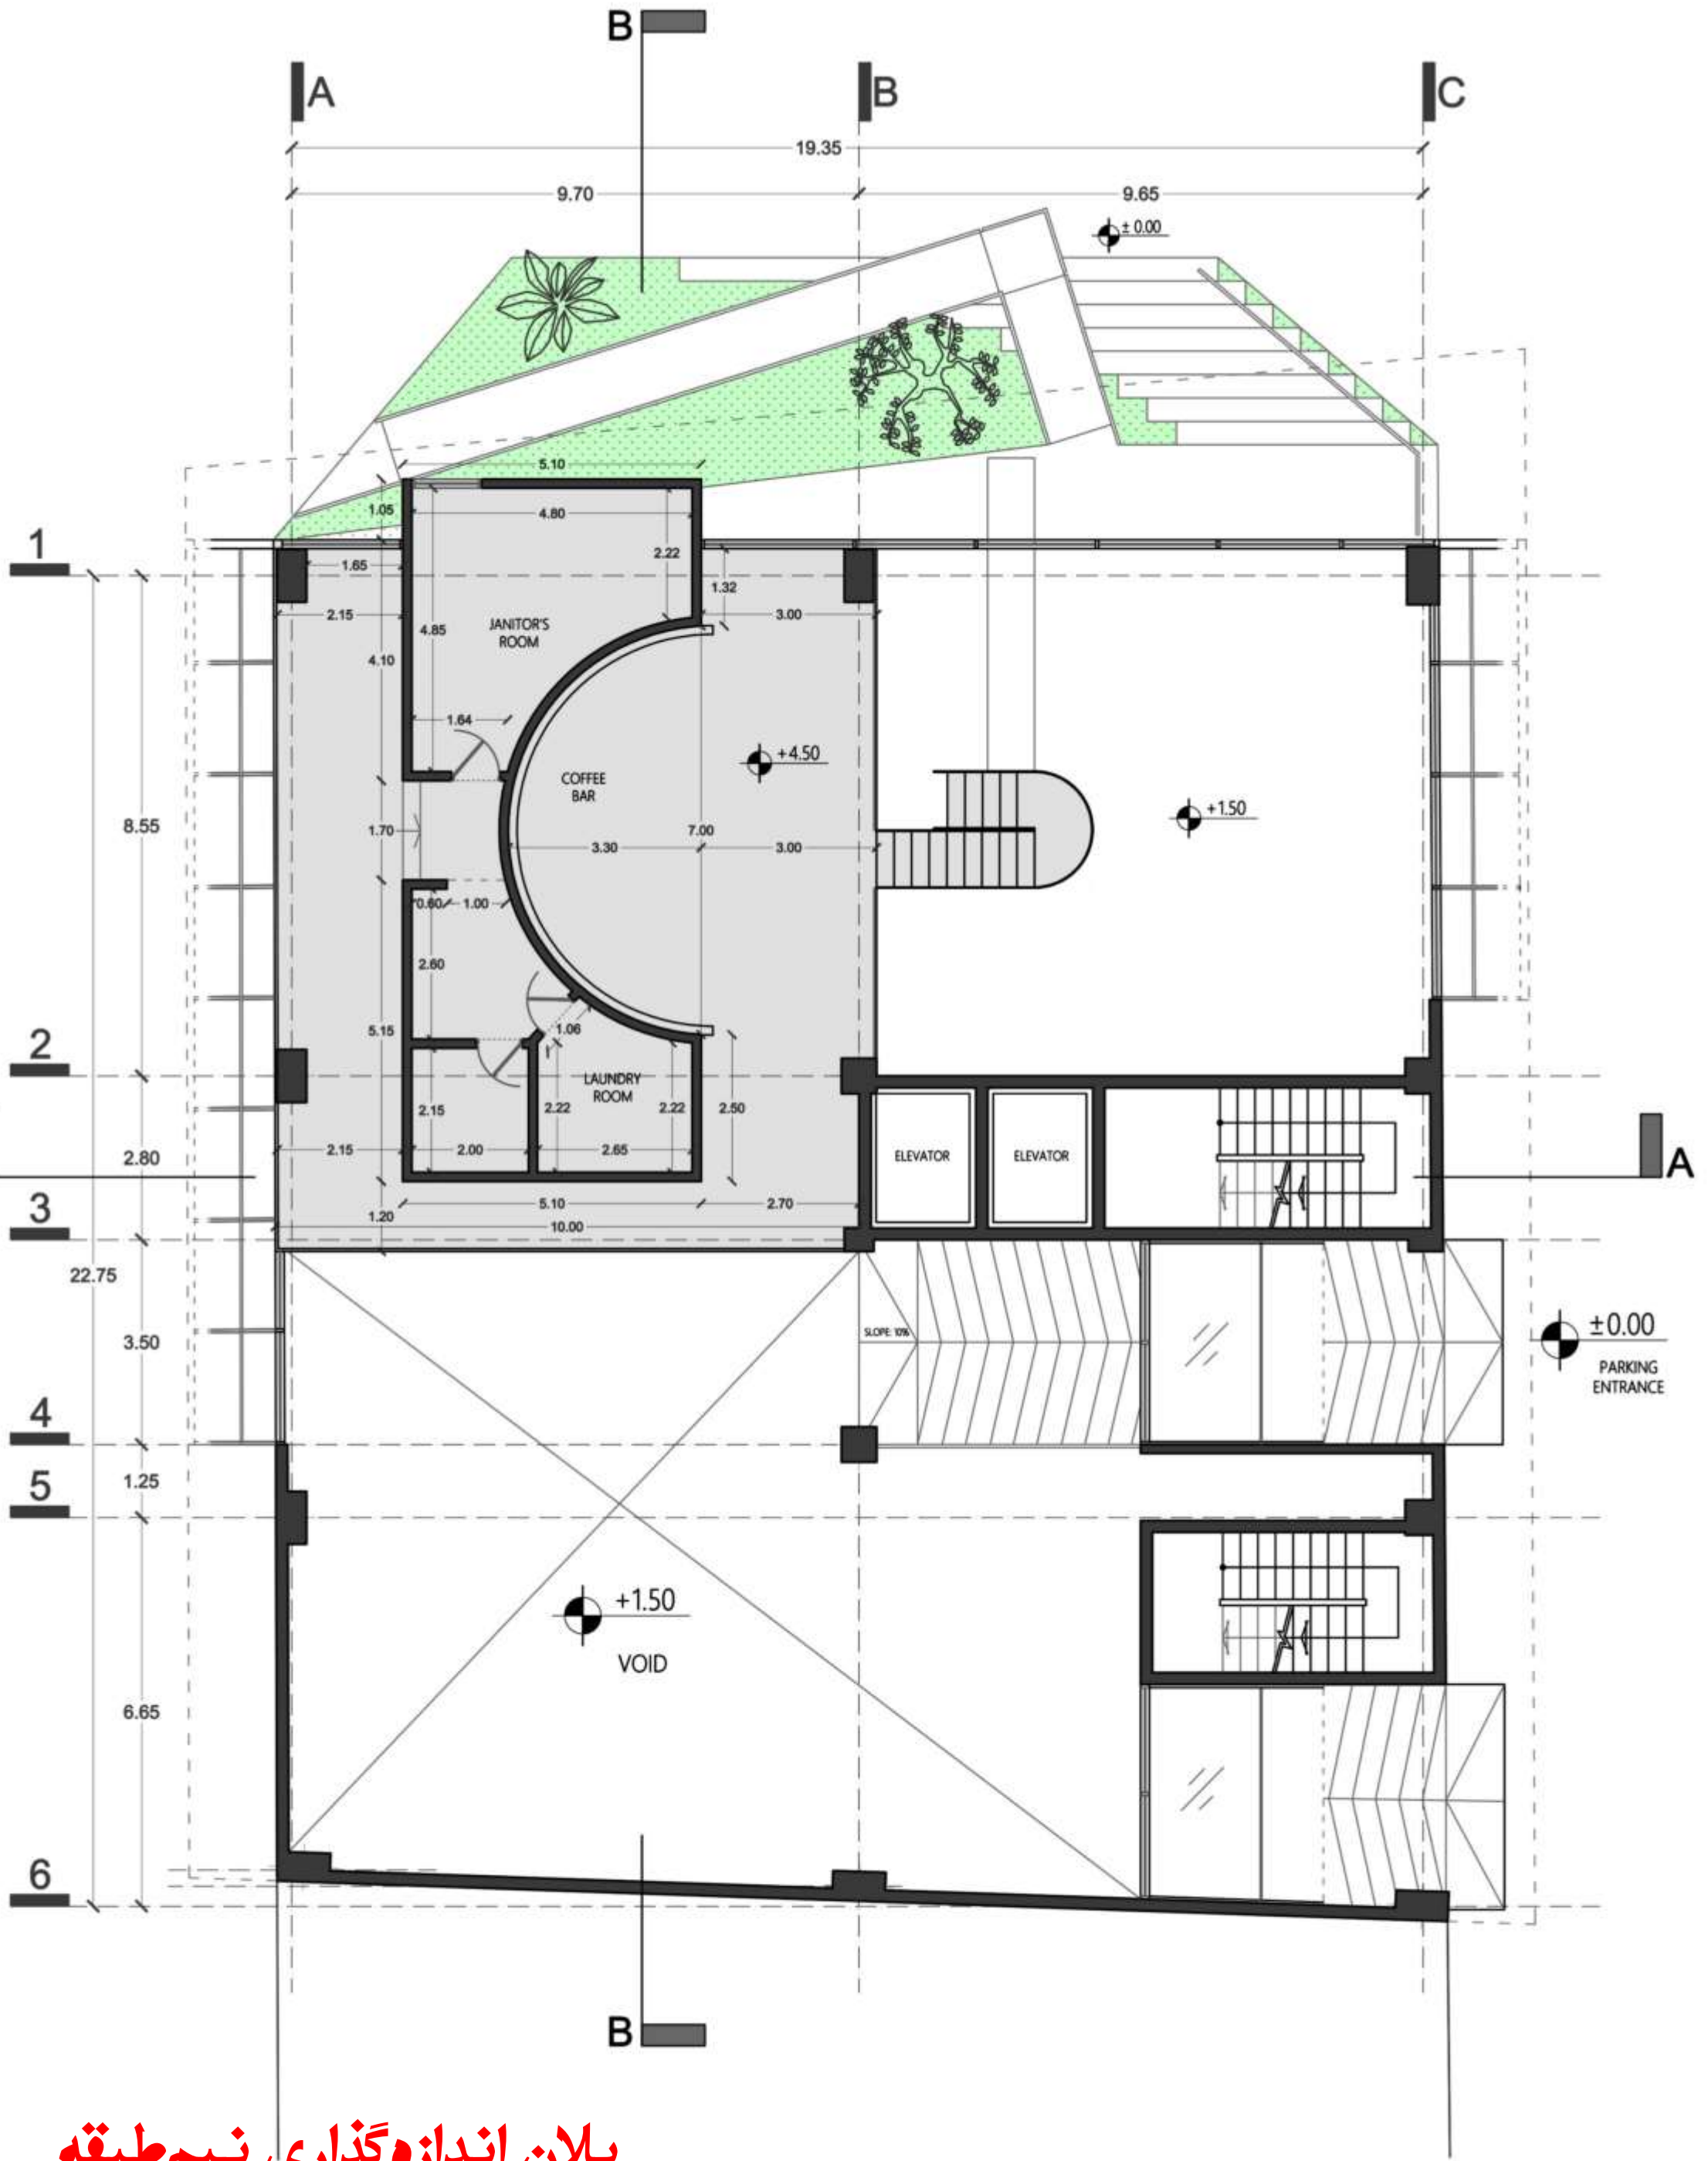 B
A B C
19.35
9.70 9.65
± 0.00
5.10
1.05
4.80
1
1.65 2.22
1.32
2.15 3.00
JANITOR'S
ROOM
4.85
4.10
1.64
+4.50
COFFEE
BAR
+1.50
8.55
1.70 7.00
3.30 3.00
0.60 1.00
2.60
5.15
1.06
2
LAUNDRY
ROOM
2.15 2.22 2.22 2.50
2.15 2.00 2.65
2.80
ELEVATOR ELEVATOR
A
3
5.10 2.70
1.20
10.00
22.75
3.50
SLOPE: 10%
±0.00
PARKING
ENTRANCE
4
1.25
5
+1.50
VOID
6.65
6
B
پلان اندازه‌گذاری نیم‌طبقه